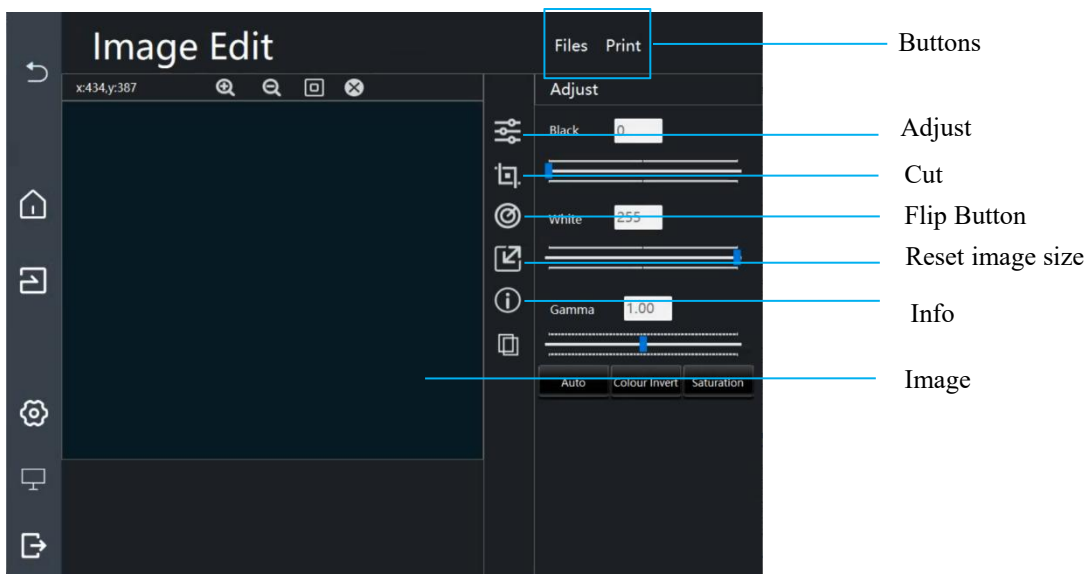 Image Edit
Files Print
Buttons
x:434,y:387
Adjust
Black 0
Adjust
Cut
White 255
Flip Button
Reset image size
Gamma 1.00
Info
Auto Colour Invert Saturation
Image